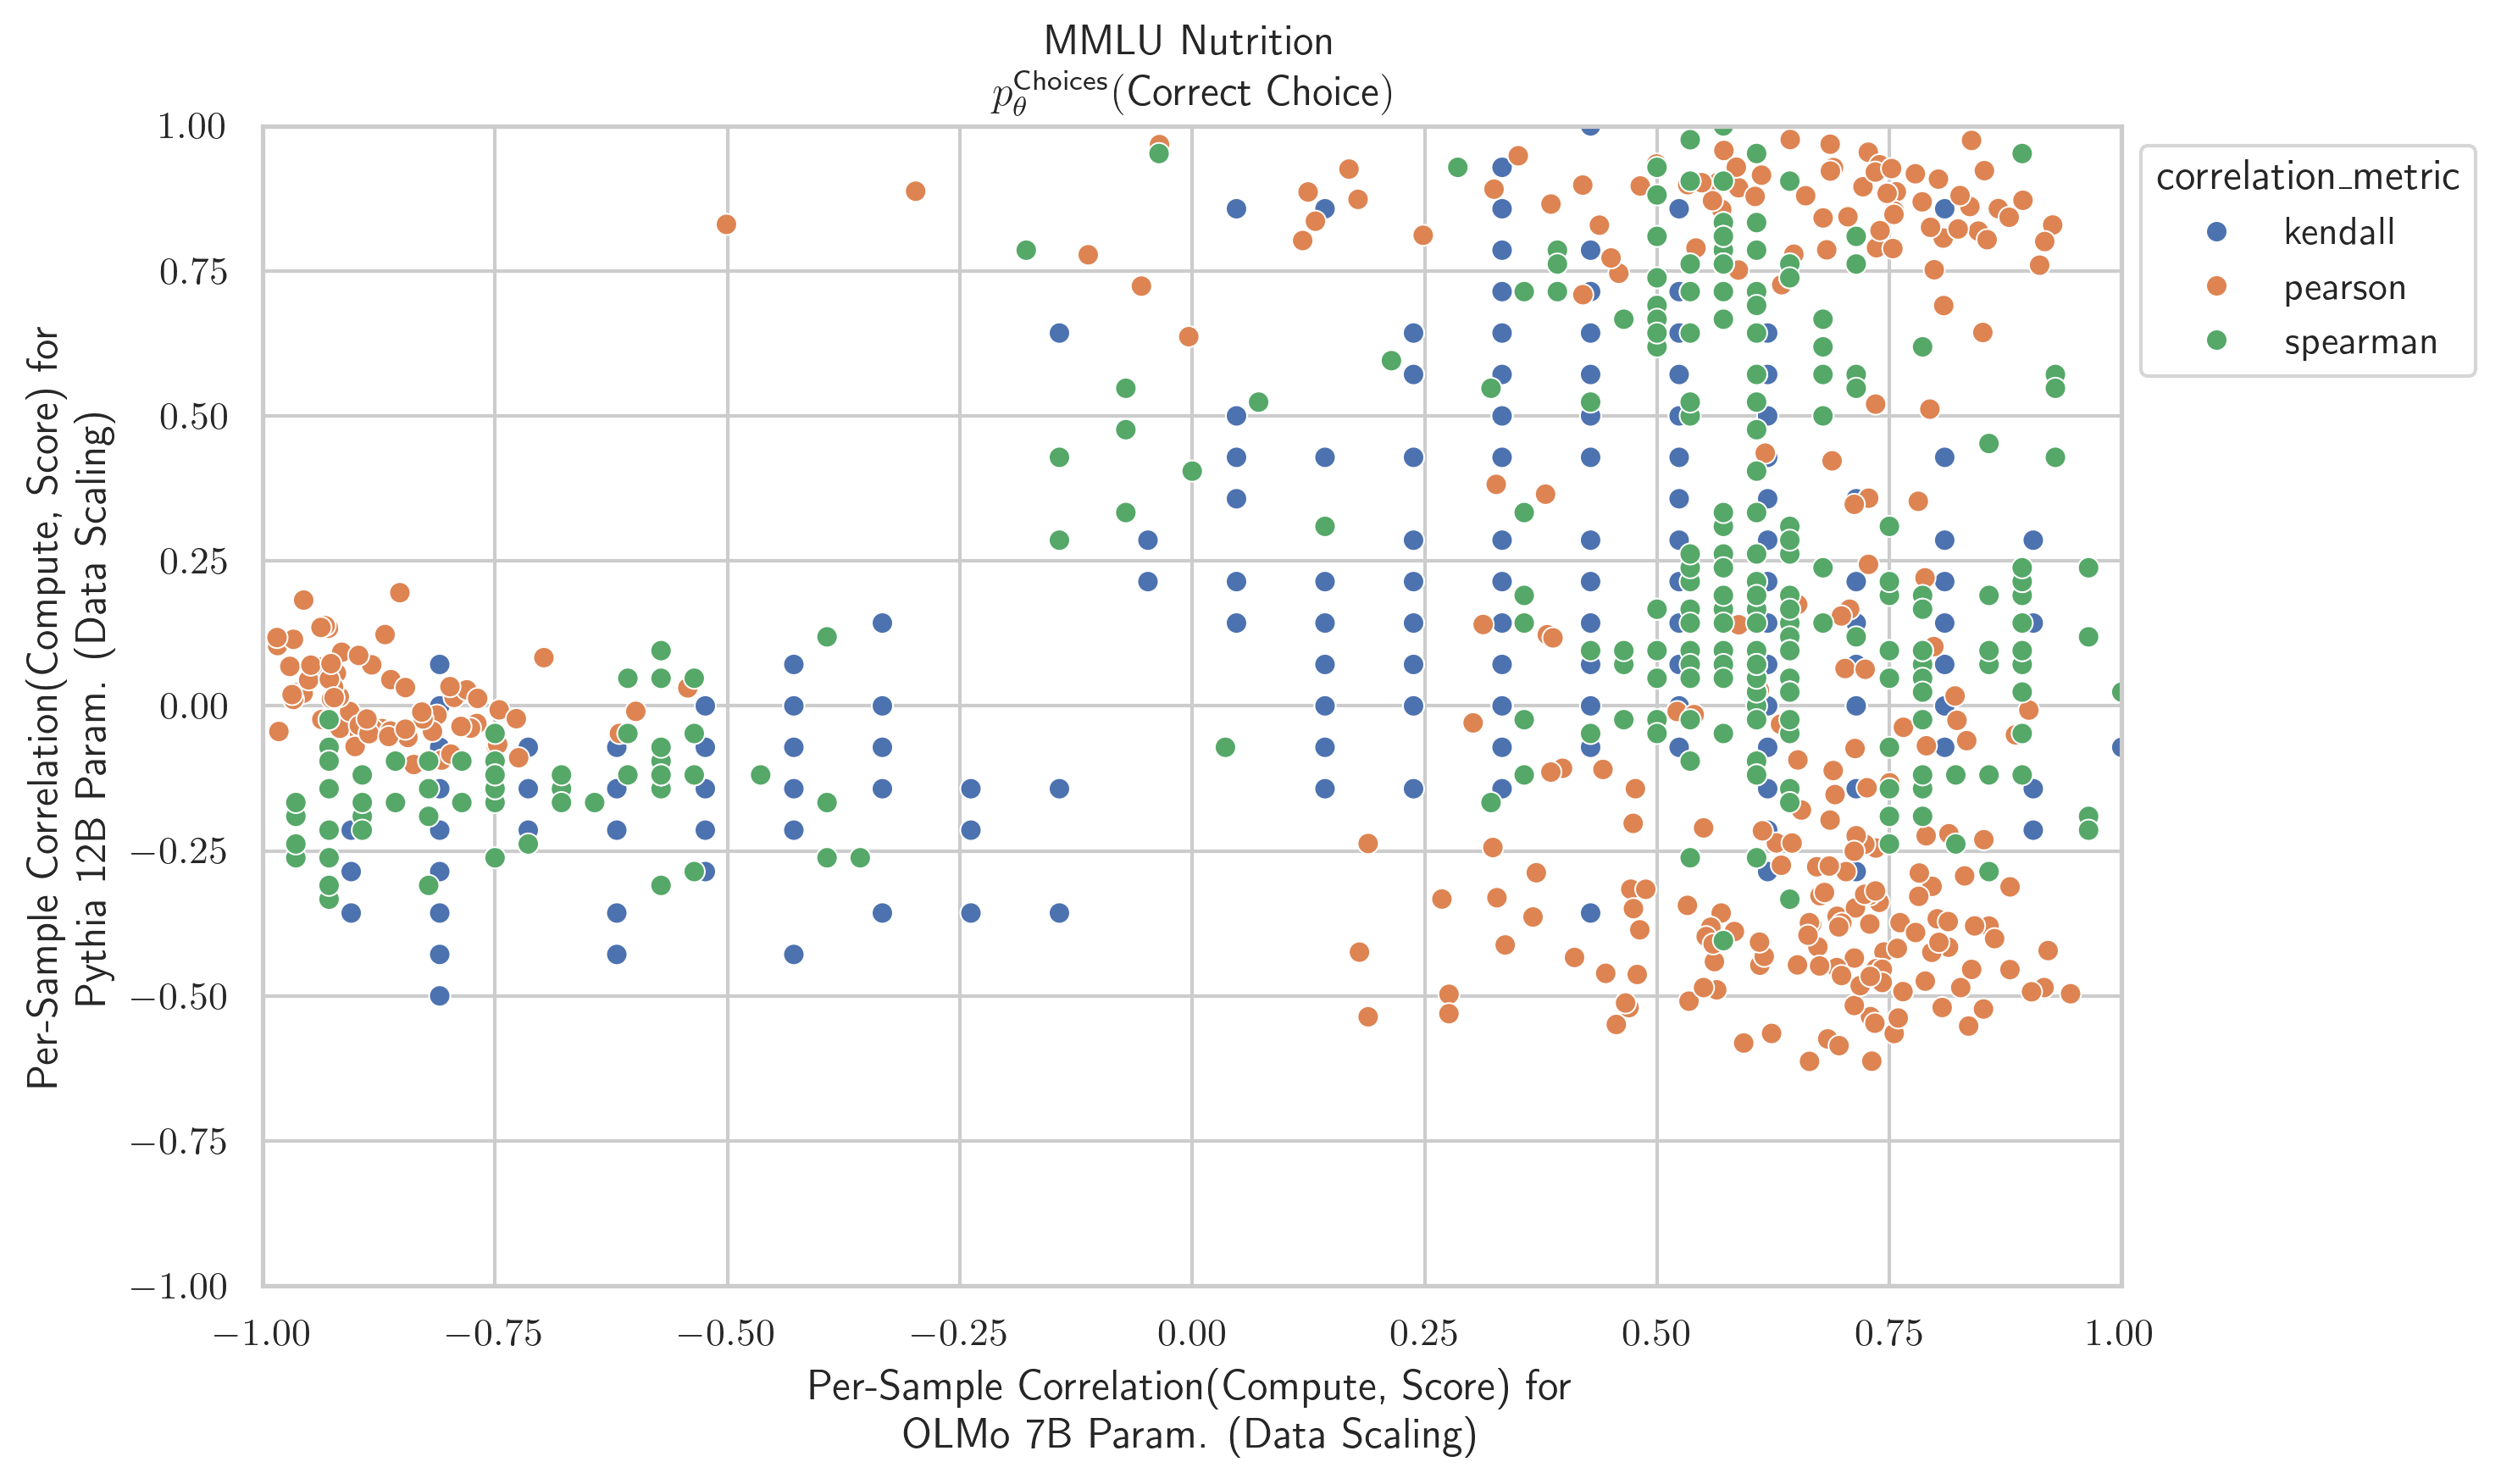 MMLU Nutrition
p_θ^Choices(Correct Choice)
1.00
0.75
0.50
0.25
0.00
−0.25
−0.50
−0.75
−1.00
Per-Sample Correlation(Compute, Score) for
Pythia 12B Param. (Data Scaling)
correlation_metric
kendall
pearson
spearman
−1.00 −0.75 −0.50 −0.25 0.00 0.25 0.50 0.75 1.00
Per-Sample Correlation(Compute, Score) for
OLMo 7B Param. (Data Scaling)